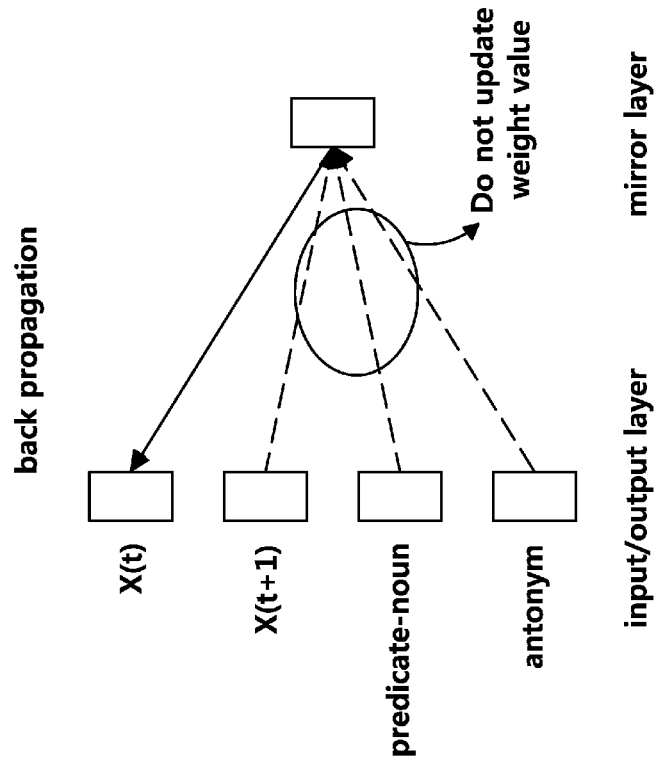 back propagation
X(t)
X(t+1)
predicate-noun
antonym
Do not update
weight value
input/output layer
mirror layer